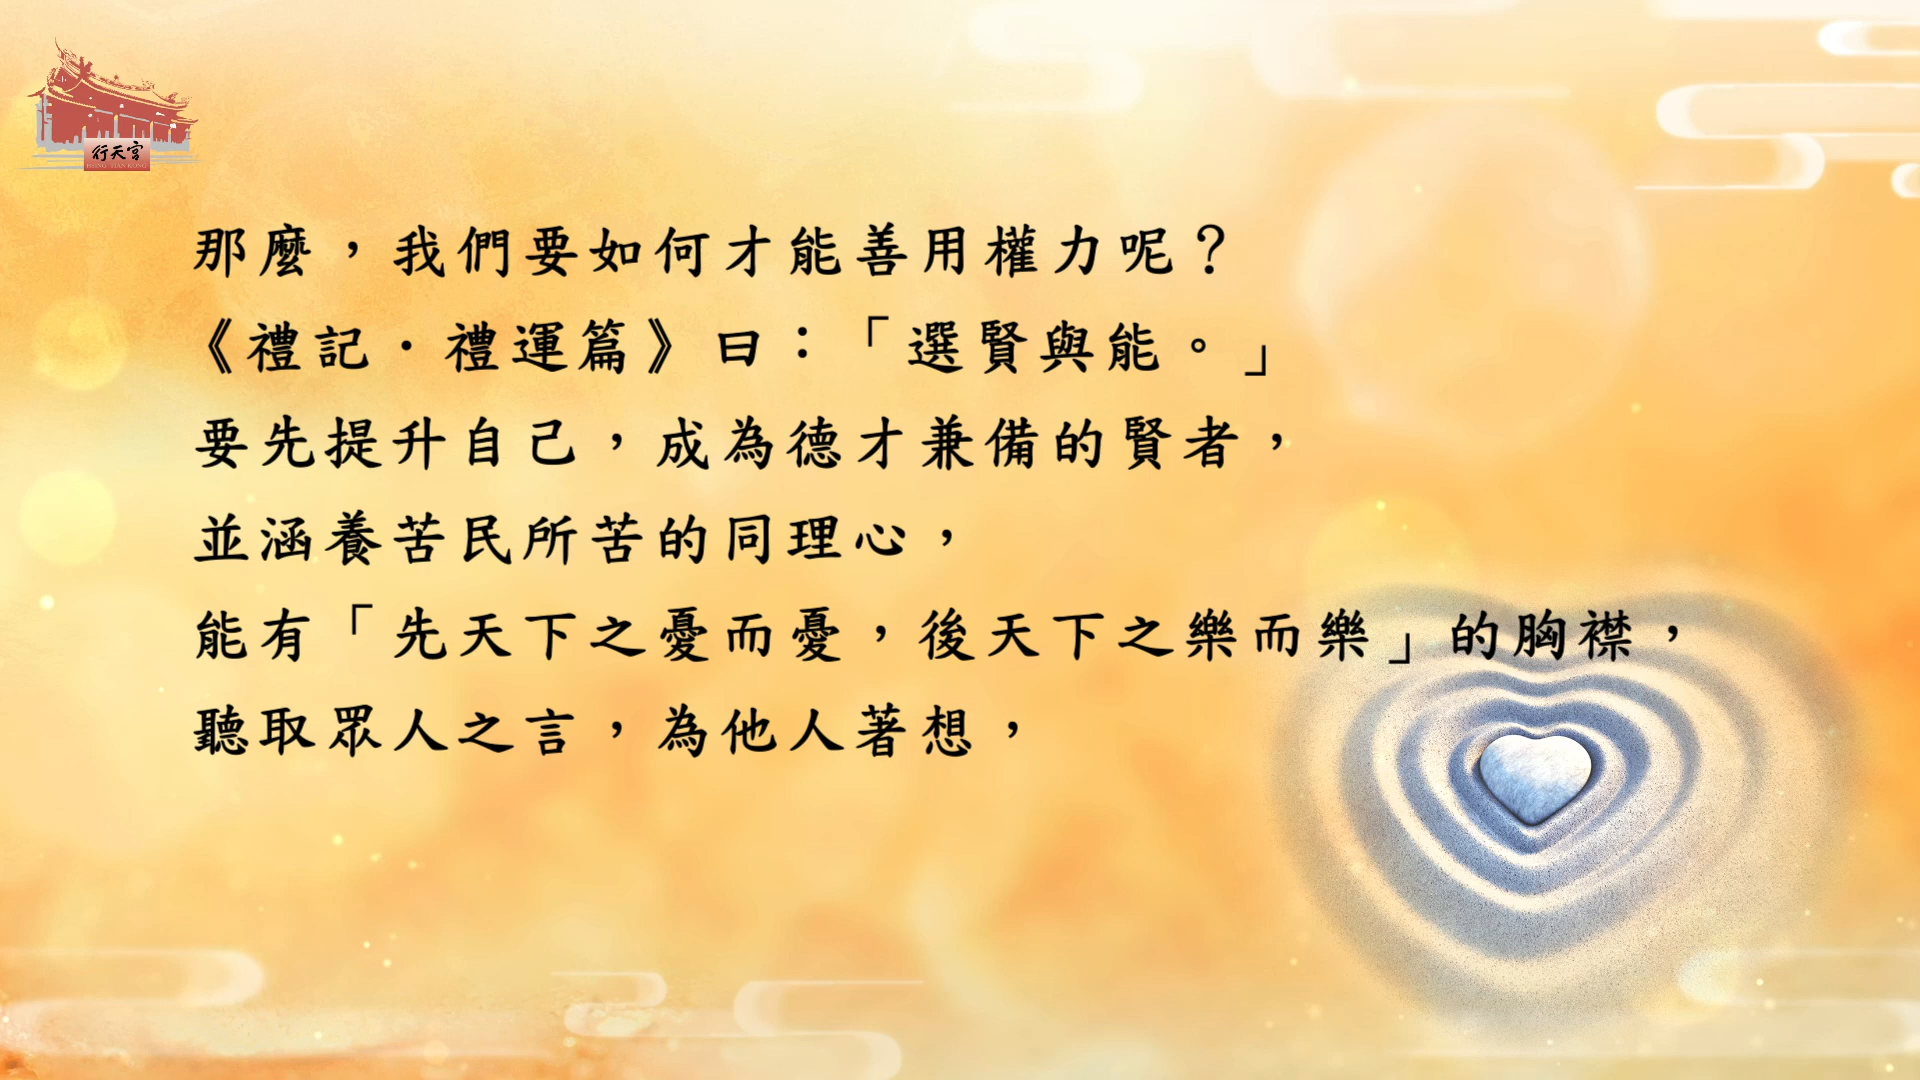 行天宮
HSING TIAN KONG
那麼，我們要如何才能善用權力呢？
《禮記．禮運篇》曰：「選賢與能。」
要先提升自己，成為德才兼備的賢者，
並涵養苦民所苦的同理心，
能有「先天下之憂而憂，後天下之樂而樂」的胸襟，
聽取眾人之言，為他人著想，